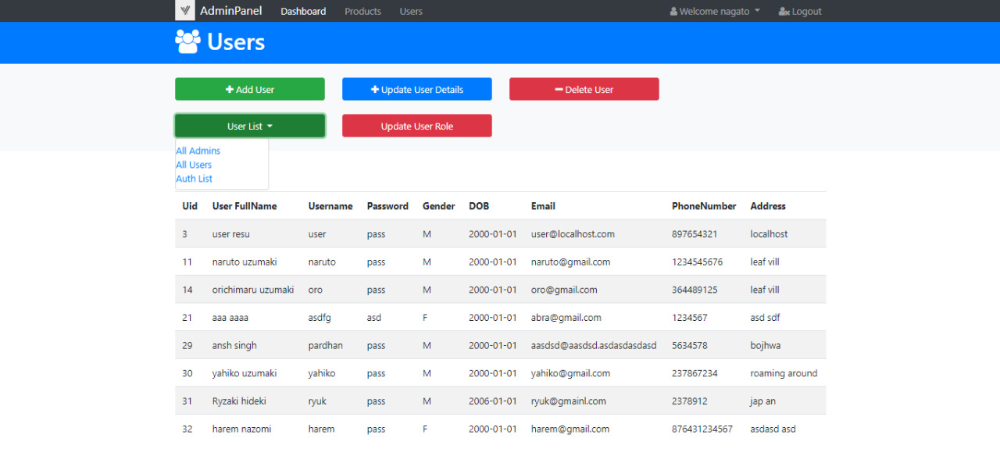 AdminPanel Dashboard Products Users Welcome nagato Logout
Users
Add User Update User Details Delete User
User List Update User Role
All Admins
All Users
Auth List
Uid User FullName Username Password Gender DOB Email PhoneNumber Address
3 user resu user pass M 2000-01-01 user@localhost.com 897654321 localhost
11 naruto uzumaki naruto pass M 2000-01-01 naruto@gmail.com 1234545676 leaf vill
14 orichimaru uzumaki oro pass M 2000-01-01 oro@gmail.com 364489125 leaf vill
21 aaa aaaa asdfg asd F 2000-01-01 abra@gmail.com 1234567 asd sdf
29 ansh singh pardhan pass M 2000-01-01 aasdsd@aasdsd.asdasdasdasd 5634578 bojhwa
30 yahiko uzumaki yahiko pass M 2000-01-01 yahiko@gmail.com 237867234 roaming around
31 Ryzaki hideki ryuk pass M 2006-01-01 ryuk@gmainl.com 2378912 jap an
32 harem nazomi harem pass F 2000-01-01 harem@gmail.com 876431234567 asdasd asd